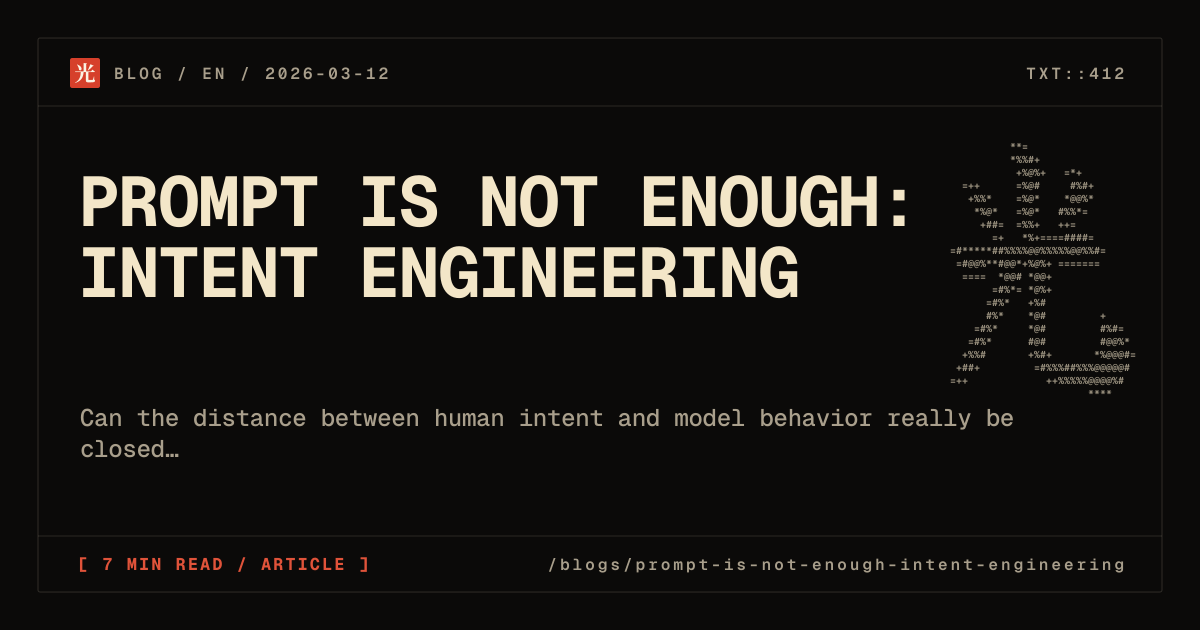 光 BLOG / EN / 2026-03-12
TXT::412
PROMPT IS NOT ENOUGH:
INTENT ENGINEERING
Can the distance between human intent and model behavior really be
closed…
[ 7 MIN READ / ARTICLE ]
/blogs/prompt-is-not-enough-intent-engineering